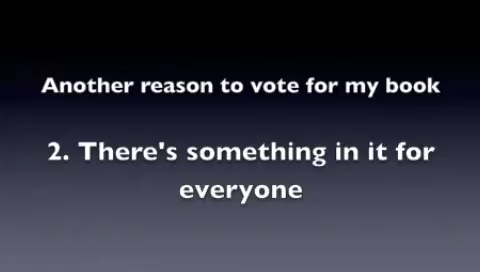 Another reason to vote for my book
2. There's something in it for
everyone